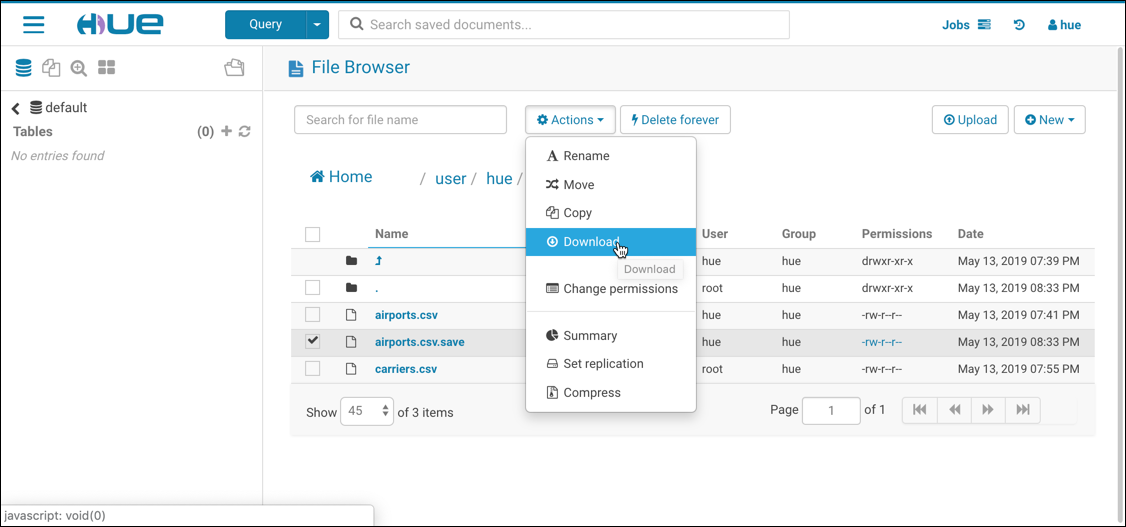 HUE
Query
Search saved documents...
Jobs
hue
File Browser
default
Tables (0)
No entries found
Search for file name
Actions
Delete forever
Upload
New
Home / user / hue /
Rename
Move
Copy
Download
Download
Change permissions
Summary
Set replication
Compress
Name User Group Permissions Date
hue hue drwxr-xr-x May 13, 2019 07:39 PM
. root hue drwxr-xr-x May 13, 2019 08:33 PM
airports.csv hue hue -rw-r--r-- May 13, 2019 07:41 PM
airports.csv.save hue hue -rw-r--r-- May 13, 2019 08:33 PM
carriers.csv root hue -rw-r--r-- May 13, 2019 07:55 PM
Show 45 of 3 items
Page 1 of 1
javascript: void(0)